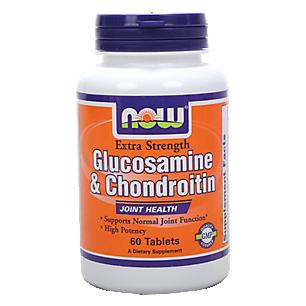 NOW
Extra Strength
Glucosamine
& Chondroitin
JOINT HEALTH
• Supports Normal Joint Function*
• High Potency
60 Tablets
A Dietary Supplement
GMP
Supplement Facts